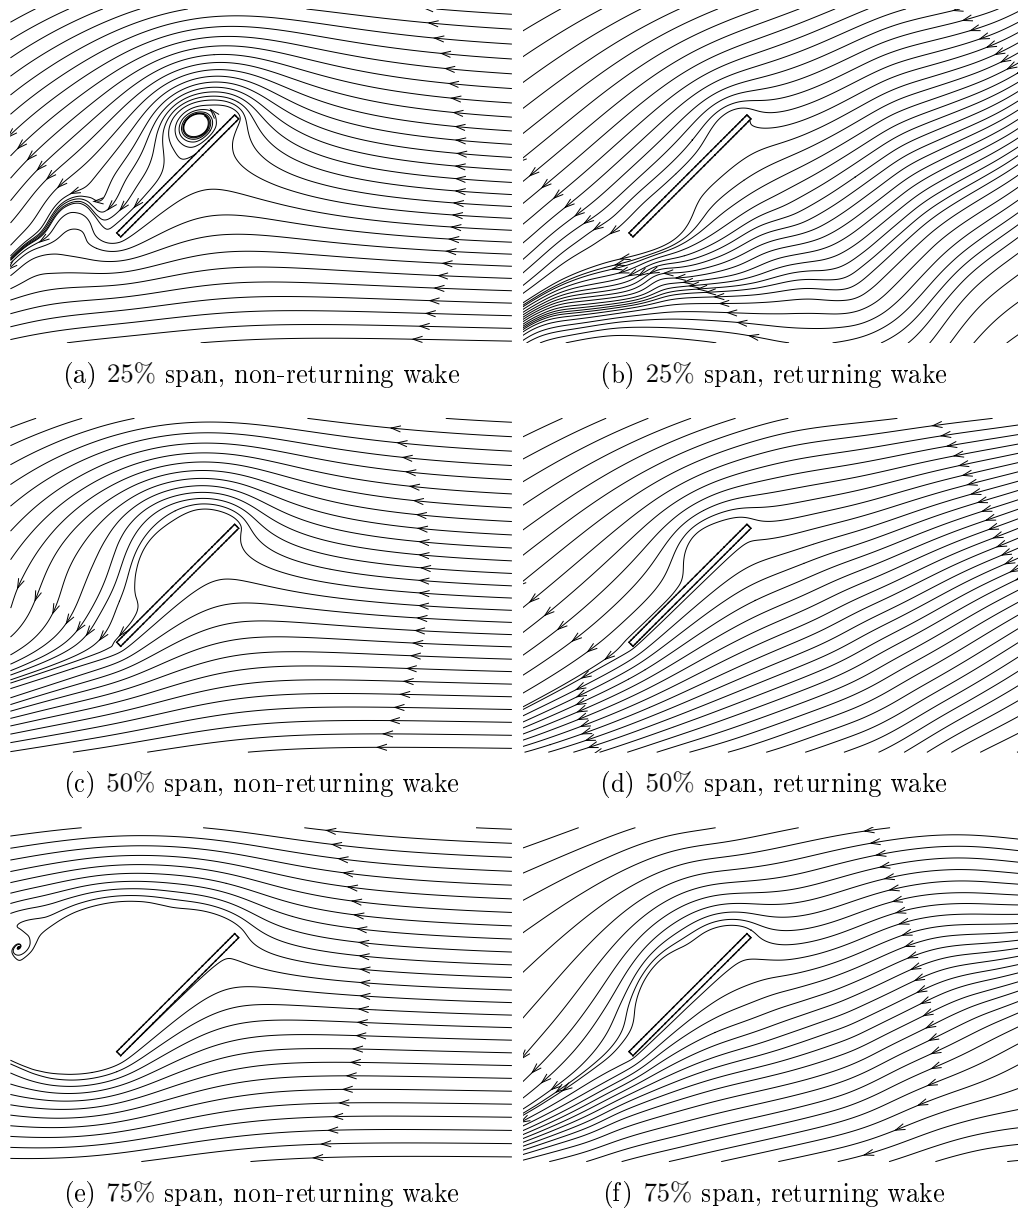 (a) 25% span, non-returning wake
(b) 25% span, returning wake
(c) 50% span, non-returning wake
(d) 50% span, returning wake
(e) 75% span, non-returning wake
(f) 75% span, returning wake